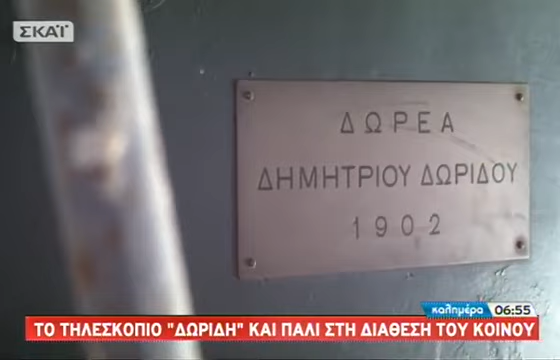 ΣΚΑΪ
ΔΩΡΕΑ
ΔΗΜΗΤΡΙΟΥ ΔΩΡΙΔΟΥ
1902
καλημέρα 06:55
ΤΟ ΤΗΛΕΣΚΟΠΙΟ "ΔΩΡΙΔΗ" ΚΑΙ ΠΑΛΙ ΣΤΗ ΔΙΑΘΕΣΗ ΤΟΥ ΚΟΙΝΟΥ